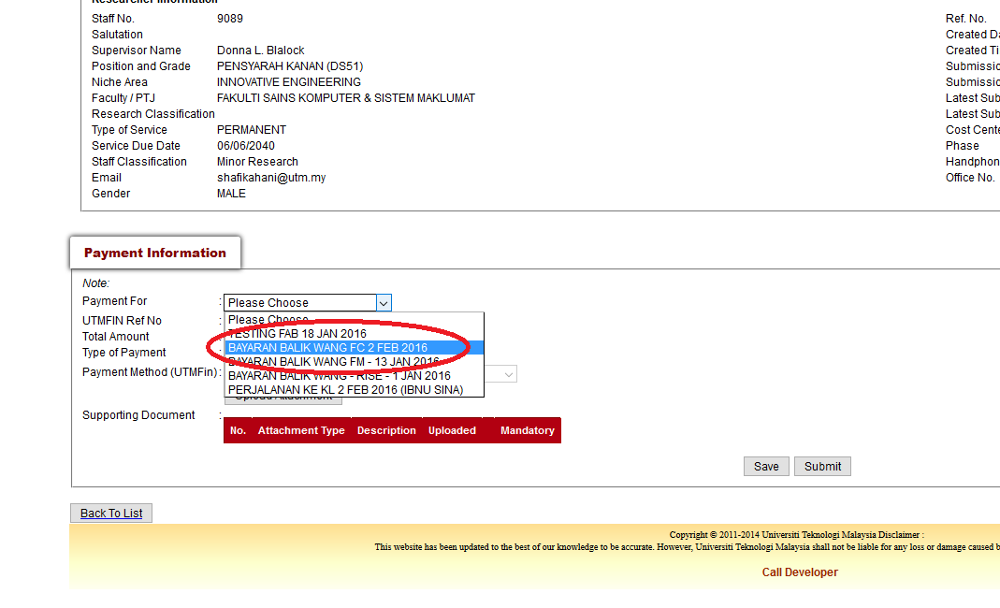 Researcher Information
Staff No. 9089
Salutation
Supervisor Name Donna L. Blalock
Position and Grade PENSYARAH KANAN (DS51)
Niche Area INNOVATIVE ENGINEERING
Faculty / PTJ FAKULTI SAINS KOMPUTER & SISTEM MAKLUMAT
Research Classification
Type of Service PERMANENT
Service Due Date 06/06/2040
Staff Classification Minor Research
Email shafikahani@utm.my
Gender MALE
Ref. No.
Created Da
Created Ti
Submissio
Submissio
Latest Sub
Latest Sub
Cost Cente
Phase
Handphon
Office No.
Payment Information
Note:
Payment For : Please Choose
UTMFIN Ref No :
Total Amount
Type of Payment :
Payment Method (UTMFin) :
Please Choose
TESTING FAB 18 JAN 2016
BAYARAN BALIK WANG FC 2 FEB 2016
BAYARAN BALIK WANG FM - 13 JAN 2016
BAYARAN BALIK WANG - RISE - 1 JAN 2016
PERJALANAN KE KL 2 FEB 2016 (IBNU SINA)
Upload Attachment
Supporting Document :
No. Attachment Type Description Uploaded Mandatory
Save Submit
Back To List
Copyright © 2011-2014 Universiti Teknologi Malaysia Disclaimer :
This website has been updated to the best of our knowledge to be accurate. However, Universiti Teknologi Malaysia shall not be liable for any loss or damage caused b
Call Developer